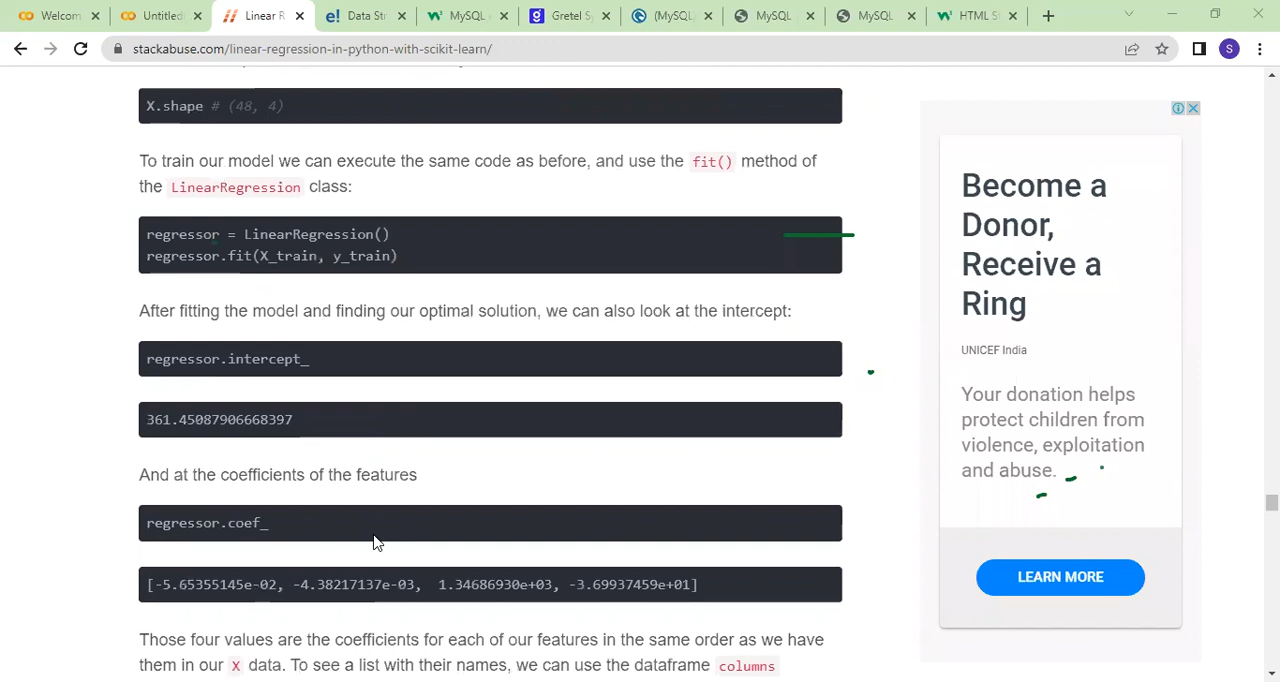 Welcom
Untitled
Linear R
Data Str
MySQL
Gretel Sy
(MySQL
MySQL
MySQL
HTML S
stackabuse.com/linear-regression-in-python-with-scikit-learn/
S
X.shape # (48, 4)
To train our model we can execute the same code as before, and use the fit() method of
the LinearRegression class:
regressor = LinearRegression()
regressor.fit(X_train, y_train)
After fitting the model and finding our optimal solution, we can also look at the intercept:
regressor.intercept_
361.45087906668397
And at the coefficients of the features
regressor.coef_
[-5.65355145e-02, -4.38217137e-03,  1.34686930e+03, -3.69937459e+01]
Those four values are the coefficients for each of our features in the same order as we have
them in our X data. To see a list with their names, we can use the dataframe columns
Become a
Donor,
Receive a
Ring
UNICEF India
Your donation helps
protect children from
violence, exploitation
and abuse.
LEARN MORE